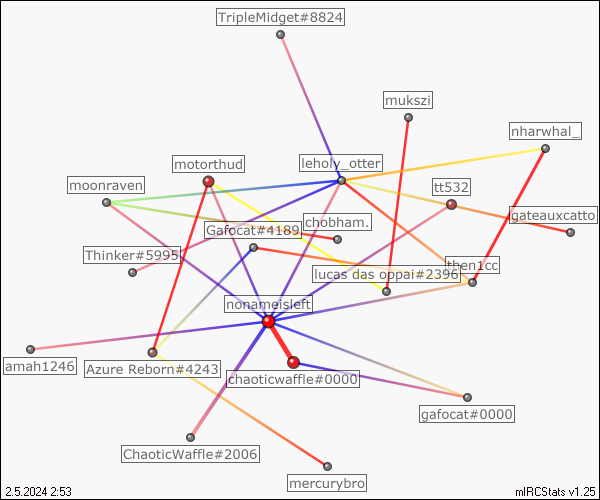 TripleMidget#8824
mukszi
nharwhal_
motorthud
leholy_otter
moonraven
tt532
gateauxcatto
chobham.
Gafocat#4189
Thinker#5995
then1cc
lucas das oppai#2396
nonameisleft
amah1246
Azure Reborn#4243
chaoticwaffle#0000
gafocat#0000
ChaoticWaffle#2006
mercurybro
2.5.2024 2:53
mIRCStats v1.25